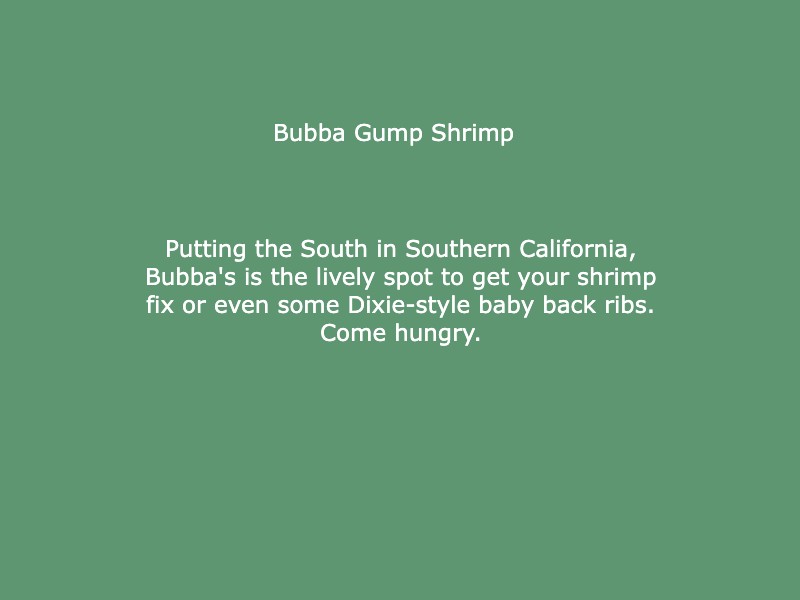 Bubba Gump Shrimp
Putting the South in Southern California,
Bubba's is the lively spot to get your shrimp
fix or even some Dixie-style baby back ribs.
Come hungry.